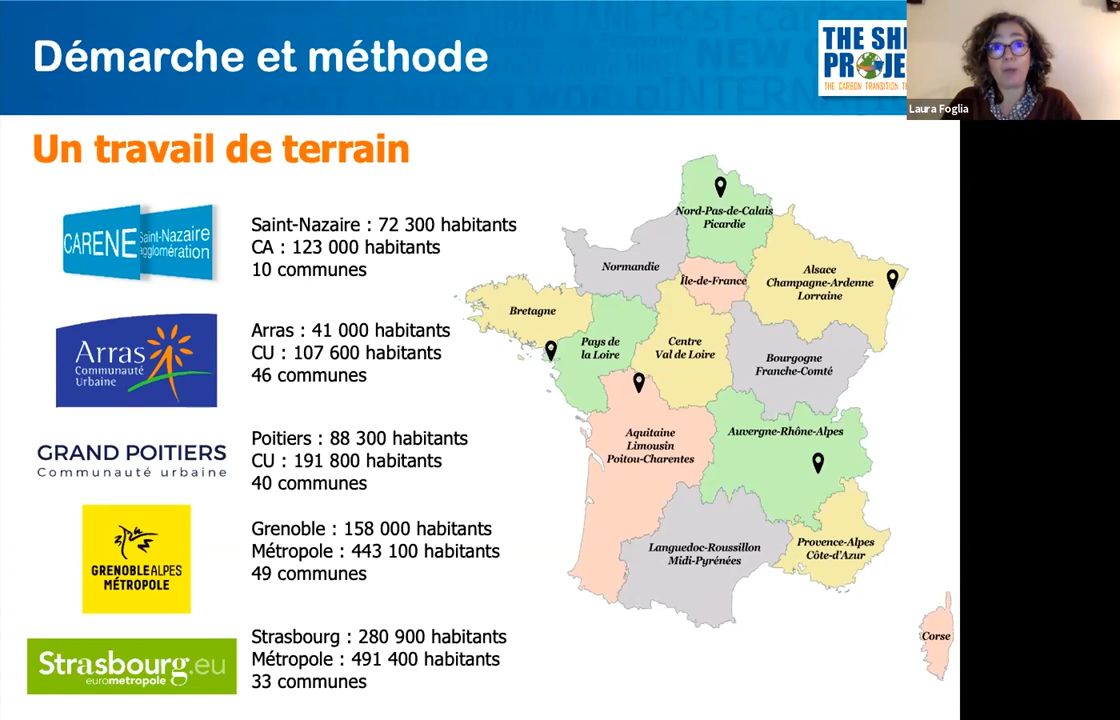 Démarche et méthode
THE SHI
PROJE
THE CARBON TRANSITION T
Laura Foglia
Un travail de terrain
CARENE Saint-Nazaire
agglomération
Saint-Nazaire : 72 300 habitants
CA : 123 000 habitants
10 communes
Arras
Communauté
Urbaine
Arras : 41 000 habitants
CU : 107 600 habitants
46 communes
GRAND POITIERS
Communauté urbaine
Poitiers : 88 300 habitants
CU : 191 800 habitants
40 communes
GRENOBLEALPES
MÉTROPOLE
Grenoble : 158 000 habitants
Métropole : 443 100 habitants
49 communes
Strasbourg.eu
eurometropole
Strasbourg : 280 900 habitants
Métropole : 491 400 habitants
33 communes
Nord-Pas-de-Calais
Picardie
Normandie
Île-de-France
Alsace
Champagne-Ardenne
Lorraine
Bretagne
Pays de
la Loire
Centre
Val de Loire
Bourgogne
Franche-Comté
Aquitaine
Limousin
Poitou-Charentes
Auvergne-Rhône-Alpes
Languedoc-Roussillon
Midi-Pyrénées
Provence-Alpes
Côte-d'Azur
Corse